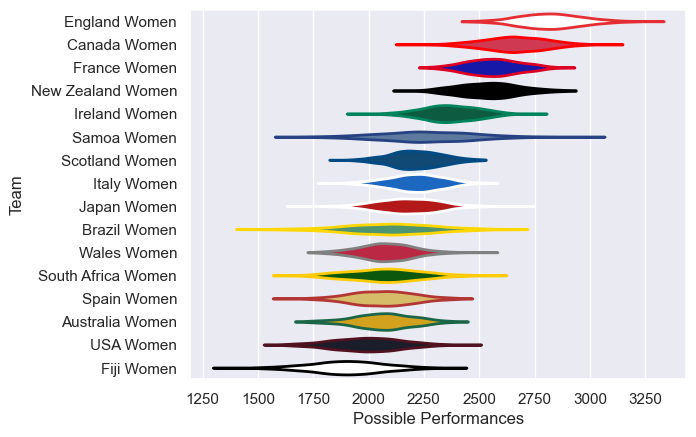 England Women
Canada Women
France Women
New Zealand Women
Ireland Women
Samoa Women
Scotland Women
Italy Women
Japan Women
Brazil Women
Wales Women
South Africa Women
Spain Women
Australia Women
USA Women
Fiji Women
Team
1250 1500 1750 2000 2250 2500 2750 3000 3250
Possible Performances